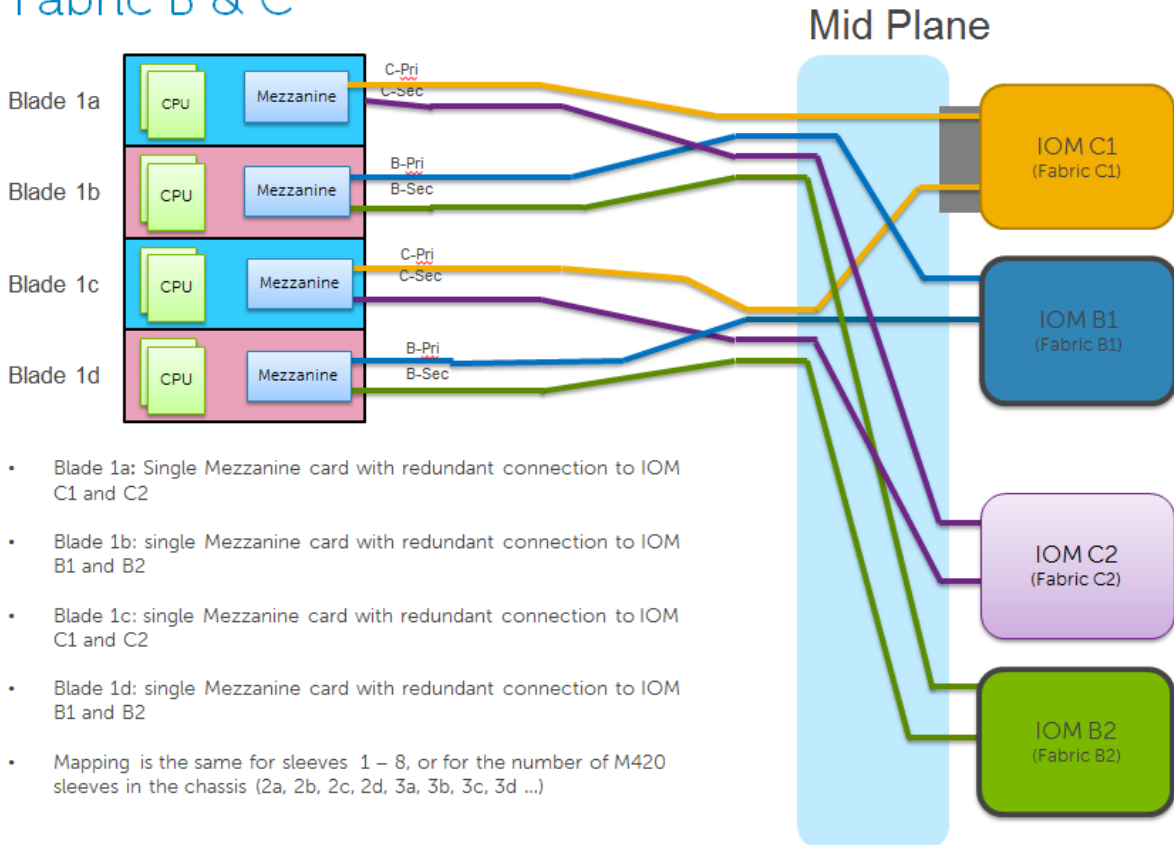 Fabric B & C
Mid Plane
Blade 1a
CPU
Mezzanine
C-Pri
C-Sec
IOM C1
(Fabric C1)
Blade 1b
CPU
Mezzanine
B-Pri
B-Sec
Blade 1c
CPU
Mezzanine
C-Pri
C-Sec
IOM B1
(Fabric B1)
Blade 1d
CPU
Mezzanine
B-Pri
B-Sec
• Blade 1a: Single Mezzanine card with redundant connection to IOM
C1 and C2
• Blade 1b: single Mezzanine card with redundant connection to IOM
B1 and B2
• Blade 1c: single Mezzanine card with redundant connection to IOM
C1 and C2
• Blade 1d: single Mezzanine card with redundant connection to IOM
B1 and B2
• Mapping is the same for sleeves 1 – 8, or for the number of M420
sleeves in the chassis (2a, 2b, 2c, 2d, 3a, 3b, 3c, 3d ...)
IOM C2
(Fabric C2)
IOM B2
(Fabric B2)